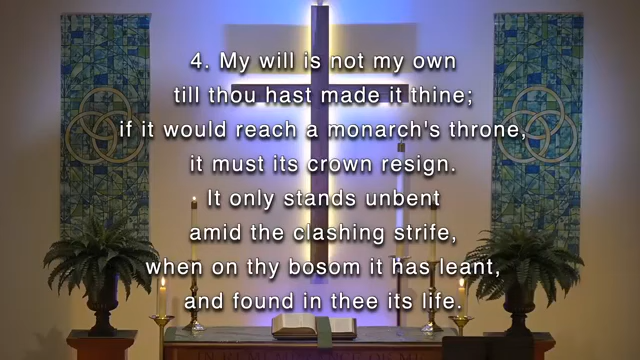 4. My will is not my own
till thou hast made it thine;
if it would reach a monarch's throne,
it must its crown resign.
It only stands unbent
amid the clashing strife,
when on thy bosom it has leant,
and found in thee its life.